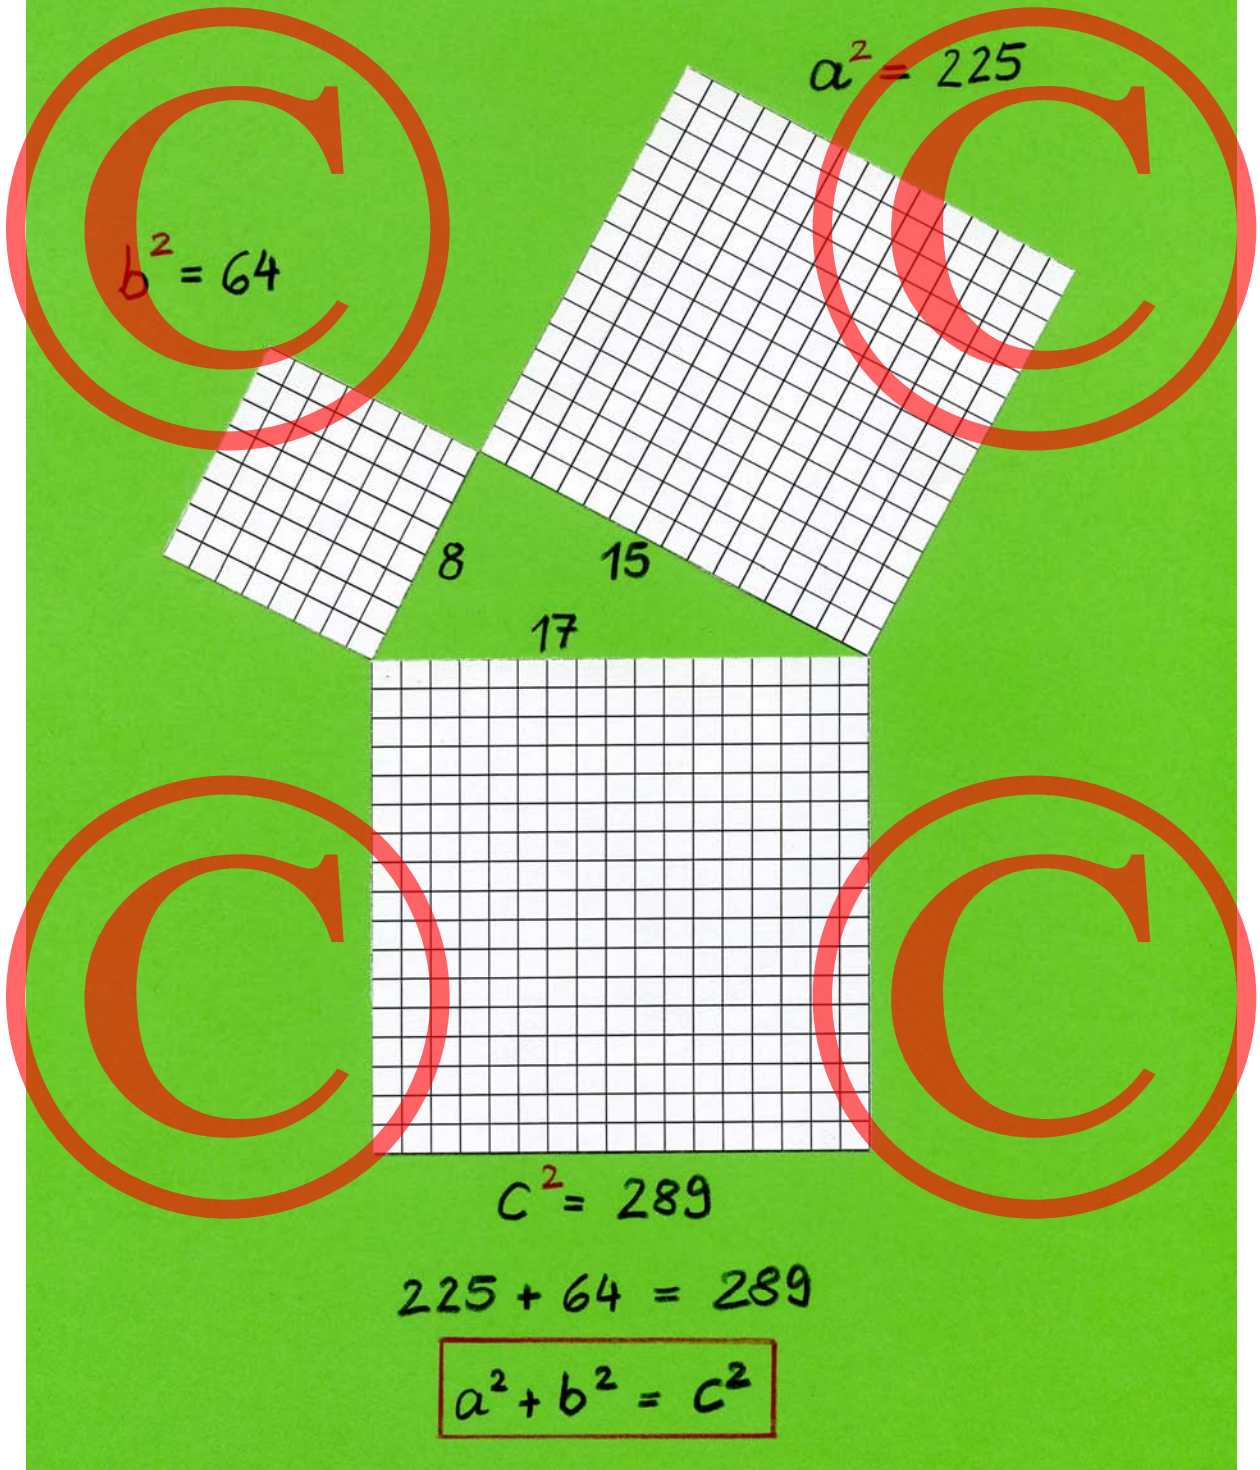 a² = 225
b² = 64
8
15
17
c² = 289
225 + 64 = 289
a² + b² = c²